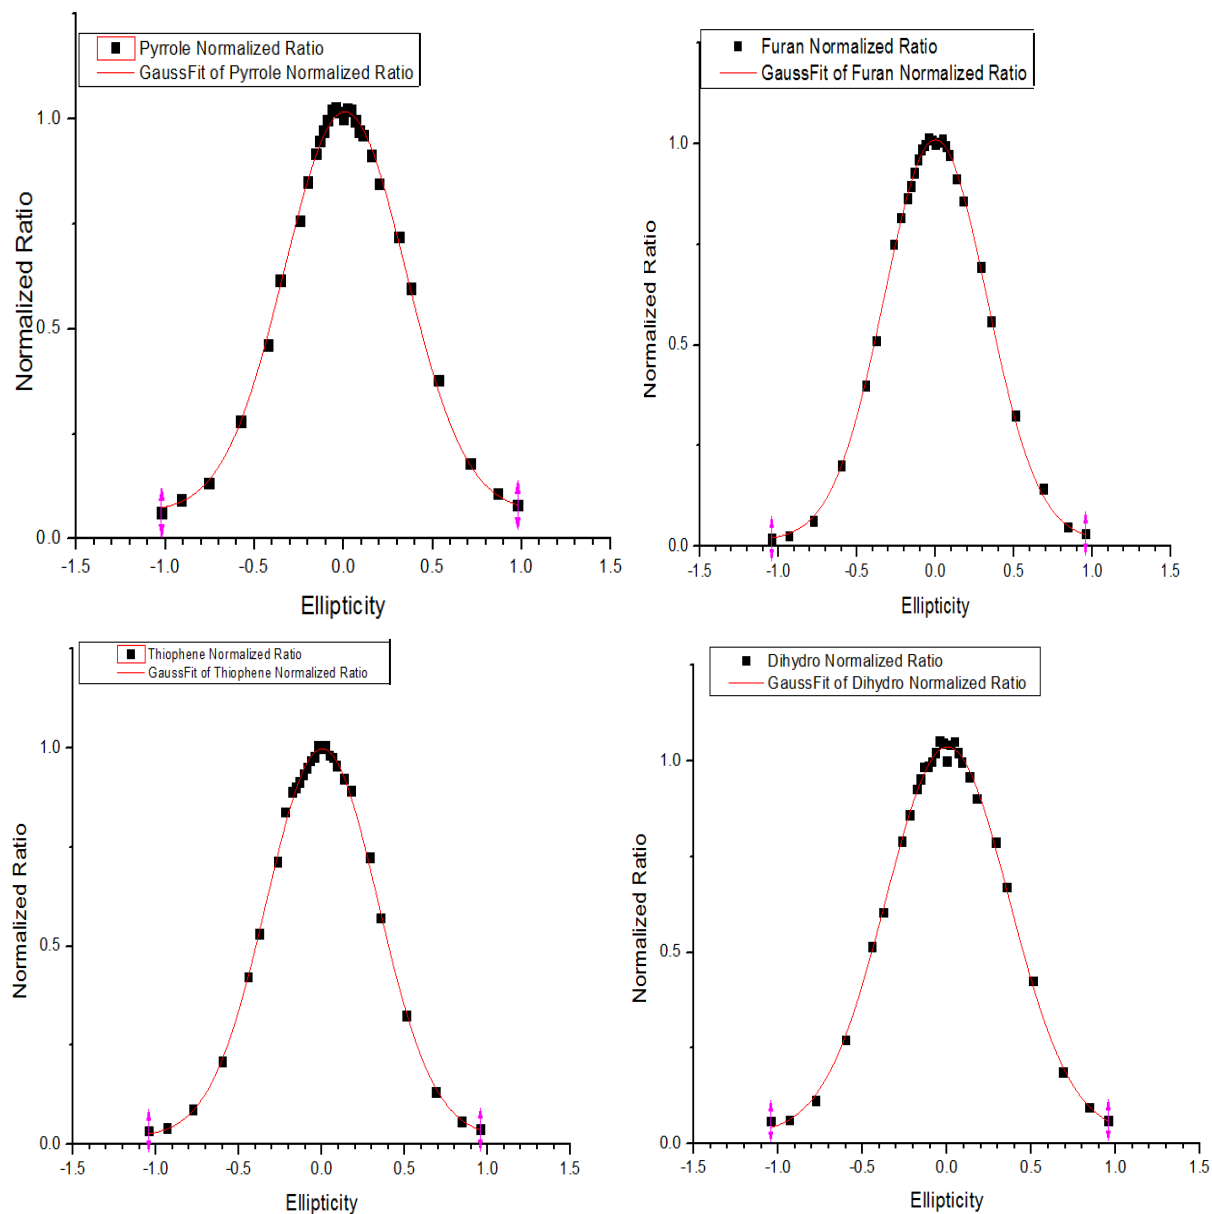 Pyrrole Normalized Ratio
GaussFit of Pyrrole Normalized Ratio
1.0
0.5
0.0
Normalized Ratio
-1.5 -1.0 -0.5 0.0 0.5 1.0 1.5
Ellipticity
Furan Normalized Ratio
GaussFit of Furan Normalized Ratio
1.0
0.5
0.0
Normalized Ratio
-1.5 -1.0 -0.5 0.0 0.5 1.0 1.5
Ellipticity
Thiophene Normalized Ratio
GaussFit of Thiophene Normalized Ratio
1.0
0.5
0.0
Normalized Ratio
-1.5 -1.0 -0.5 0.0 0.5 1.0 1.5
Ellipticity
Dihydro Normalized Ratio
GaussFit of Dihydro Normalized Ratio
1.0
0.5
0.0
Normalized Ratio
-1.5 -1.0 -0.5 0.0 0.5 1.0 1.5
Ellipticity